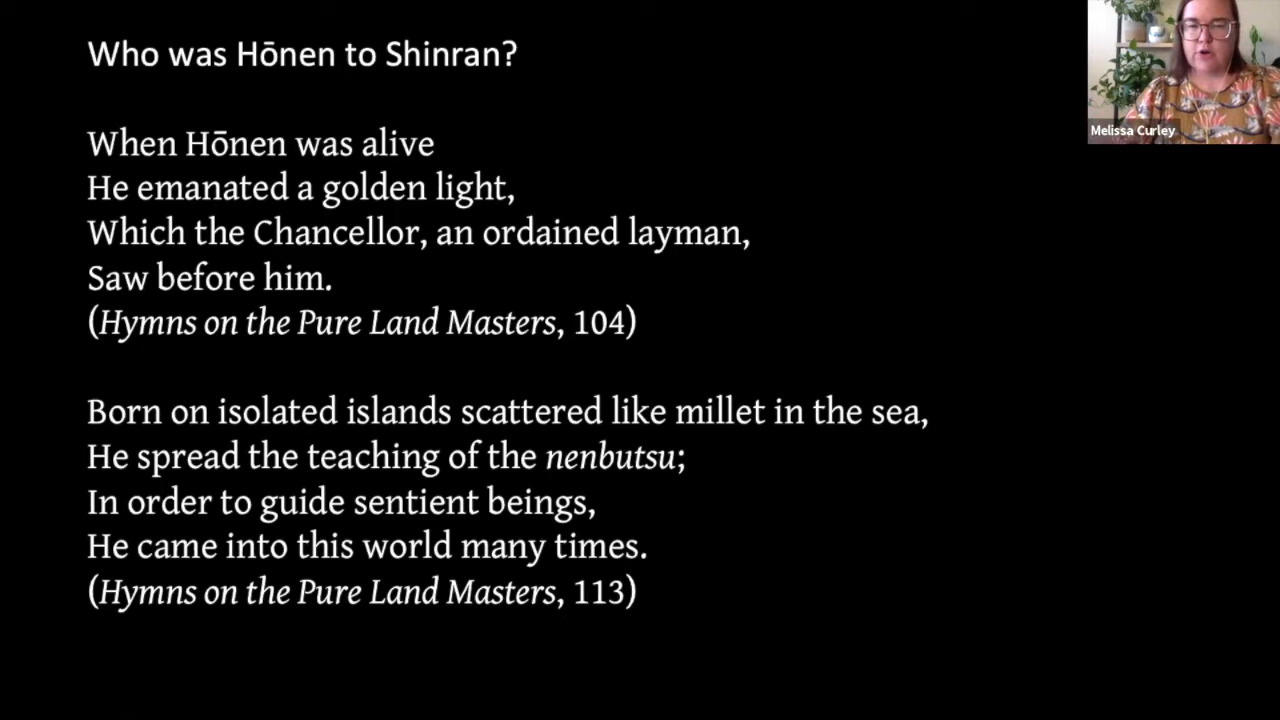 Who was Hōnen to Shinran?
When Hōnen was alive
He emanated a golden light,
Which the Chancellor, an ordained layman,
Saw before him.
(Hymns on the Pure Land Masters, 104)
Born on isolated islands scattered like millet in the sea,
He spread the teaching of the nenbutsu;
In order to guide sentient beings,
He came into this world many times.
(Hymns on the Pure Land Masters, 113)
Melissa Curley